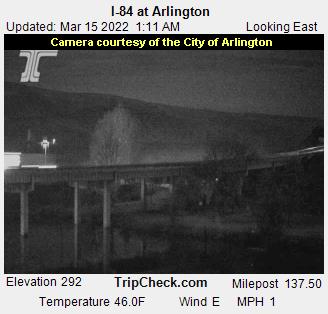 I-84 at Arlington
Updated: Mar 15 2022 1:11 AM Looking East
Camera courtesy of the City of Arlington
Elevation 292 TripCheck.com Milepost 137.50
Temperature 46.0F Wind E MPH 1